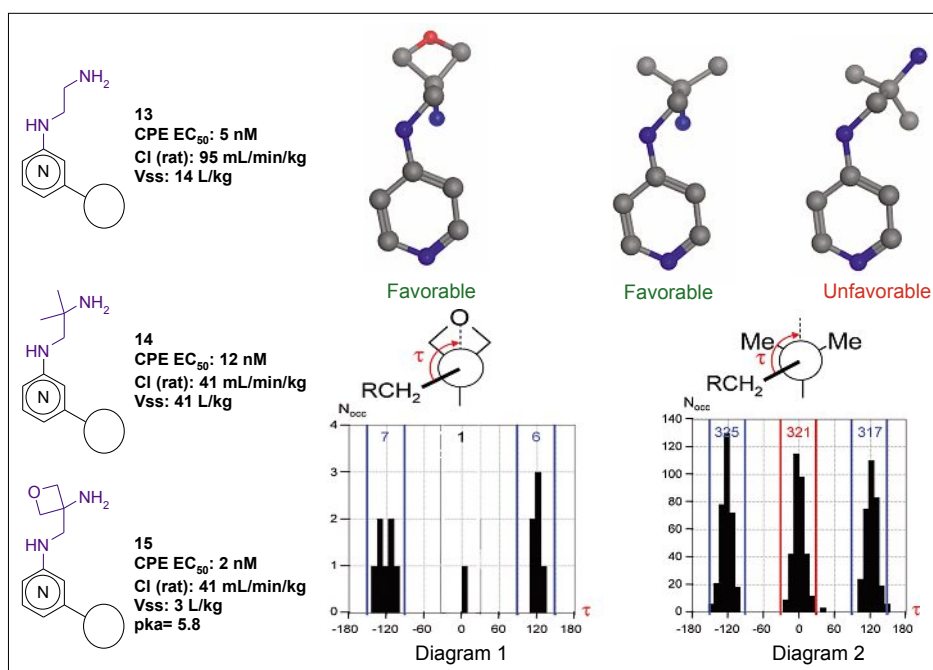 NH2
HN
N
13
CPE EC50: 5 nM
Cl (rat): 95 mL/min/kg
Vss: 14 L/kg
NH2
HN
N
14
CPE EC50: 12 nM
Cl (rat): 41 mL/min/kg
Vss: 41 L/kg
O
NH2
HN
N
15
CPE EC50: 2 nM
Cl (rat): 41 mL/min/kg
Vss: 3 L/kg
pka= 5.8
Favorable
Favorable
Unfavorable
O
τ
RCH2
Nocc
4
3
2
1
0
7
1
6
-180
-120
-60
0
60
120
180
τ
Diagram 1
Me
Me
τ
RCH2
Nocc
140
120
100
80
60
40
20
0
325
321
317
-180
-120
-60
0
60
120
180
τ
Diagram 2